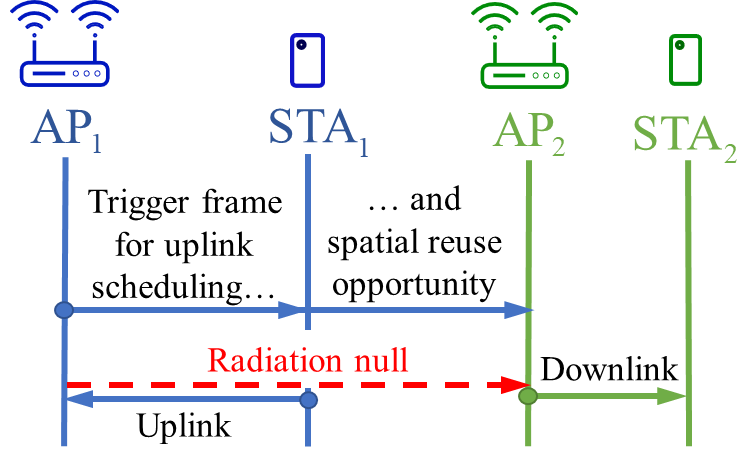 AP1
STA1
AP2
STA2
Trigger frame
for uplink
scheduling…
… and
spatial reuse
opportunity
Radiation null
Downlink
Uplink